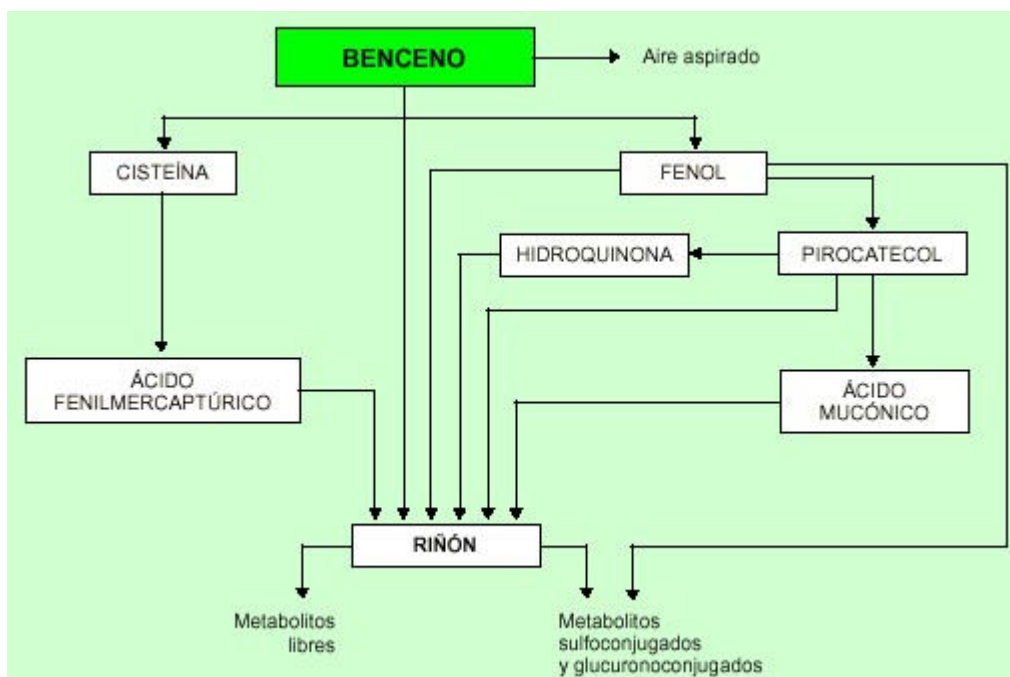 BENCENO
Aire aspirado
CISTEÍNA
FENOL
HIDROQUINONA
PIROCATECOL
ÁCIDO
FENILMERCAPTÚRICO
ÁCIDO
MUCÓNICO
RIÑÓN
Metabolitos
libres
Metabolitos
sulfoconjugados
y glucuronoconjugados